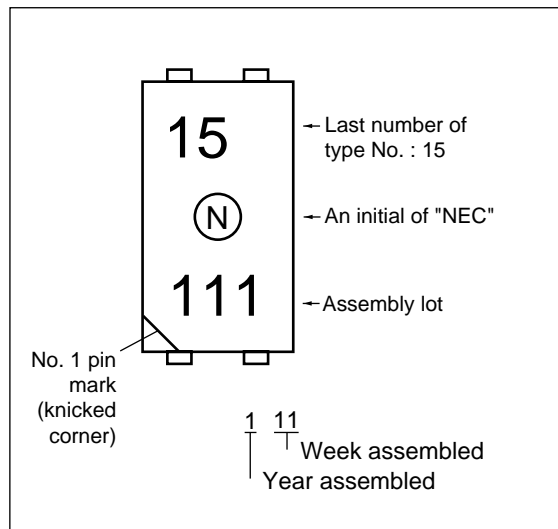 15
Last number of
type No. : 15
N
An initial of "NEC"
111
Assembly lot
No. 1 pin
mark
(knicked
corner)
1 11
Week assembled
Year assembled